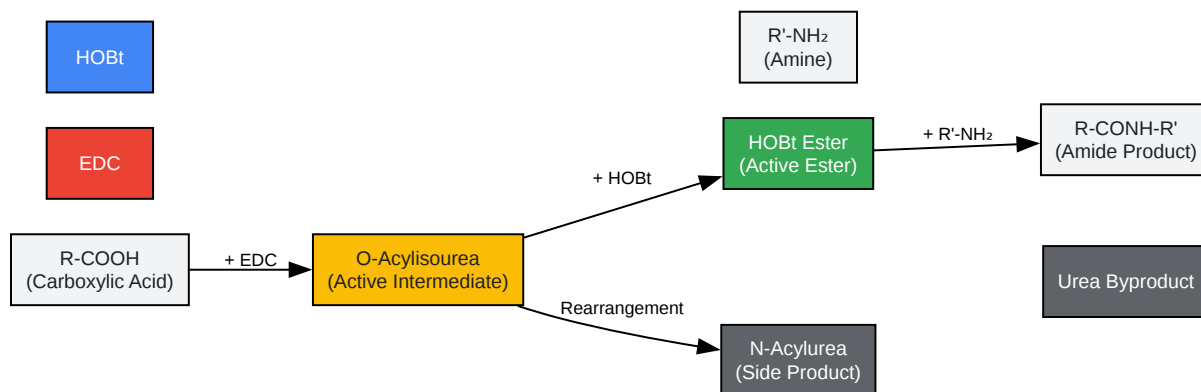 HOBt
EDC
R-COOH
(Carboxylic Acid)
+ EDC
O-Acylisourea
(Active Intermediate)
+ HOBt
Rearrangement
R'-NH₂
(Amine)
HOBt Ester
(Active Ester)
+ R'-NH₂
R-CONH-R'
(Amide Product)
N-Acylurea
(Side Product)
Urea Byproduct